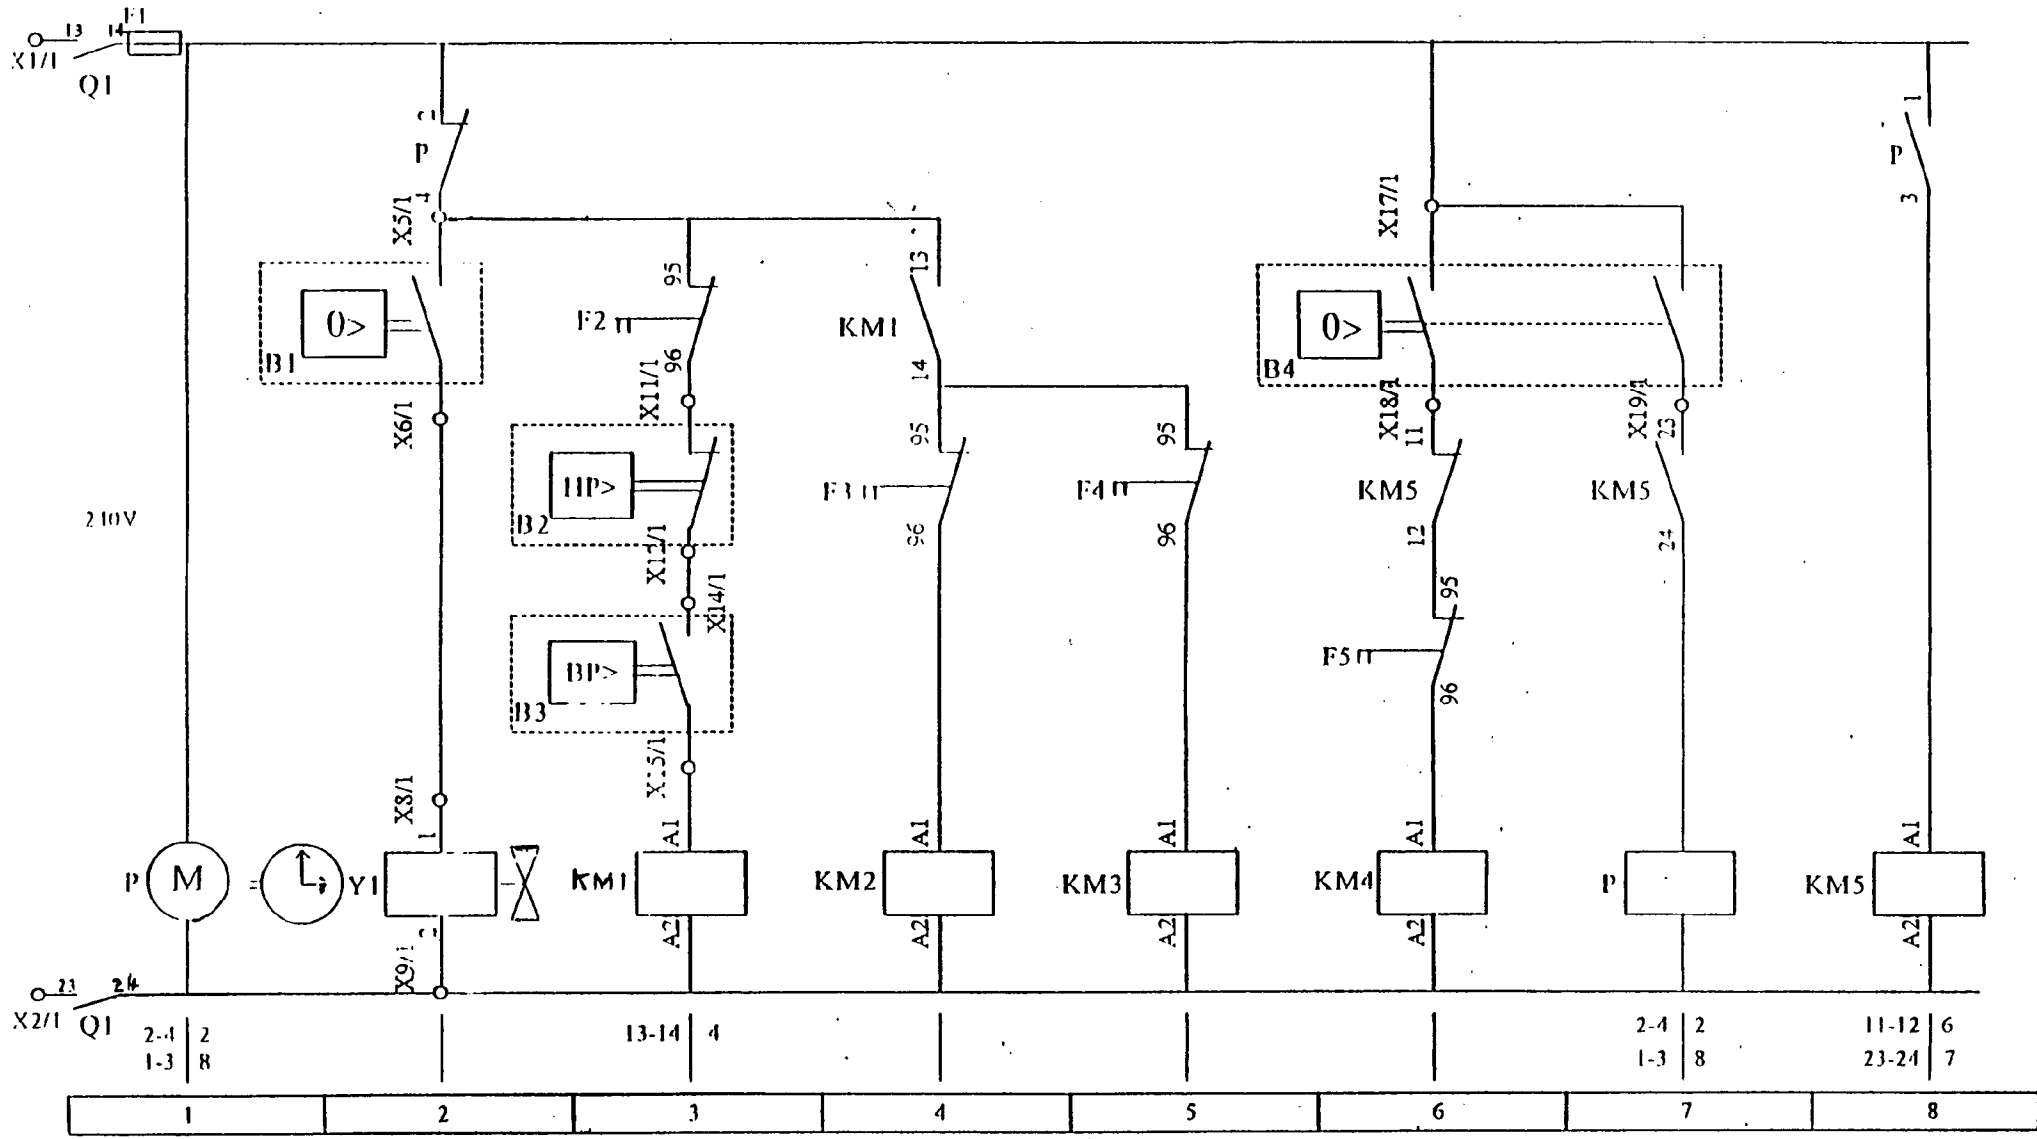 F1
13 14
X1/1
Q1
1
P
3
2
P
4
X5/1
X17/1
95
13
θ>
B1
F2
96
KM1
14
θ>
B4
X6/1
X11/1
95
95
X18/1
11
X19/1
23
HP>
B2
F3
F4
KM5
KM5
240V
X12/1
96
96
12
24
X14/1
95
BP>
B3
F5
96
X15/1
X8/1
1
A1
A1
A1
A1
A1
P
M
Y1
KM1
KM2
KM3
KM4
P
KM5
2
A2
A2
A2
A2
A2
X9/1
23 24
X2/1
Q1
2-4 2
1-3 8
13-14 4
2-4 2
1-3 8
11-12 6
23-24 7
1 2 3 4 5 6 7 8